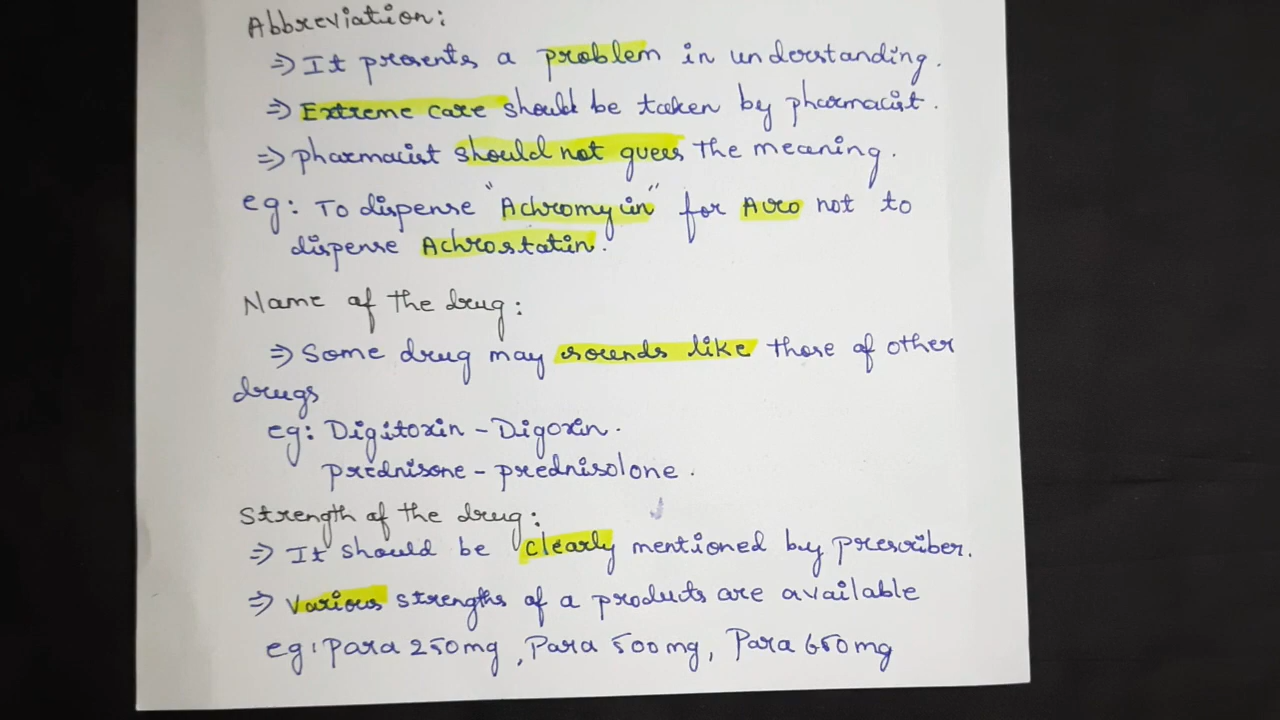 Abbreviation:
⇒ It presents a problem in understanding.
⇒ Extreme care should be taken by pharmacist.
⇒ pharmacist should not guess the meaning.
eg: To dispense "Achromycin" for Acro not to
dispense Achrostatin.
Name of the drug:
⇒ Some drug may sounds like those of other
drugs
eg: Digitoxin - Digoxin.
prednisone - prednisolone.
Strength of the drug:
⇒ It should be clearly mentioned by prescriber.
⇒ Various strengths of a products are available
eg: Para 250mg, Para 500mg, Para 650mg